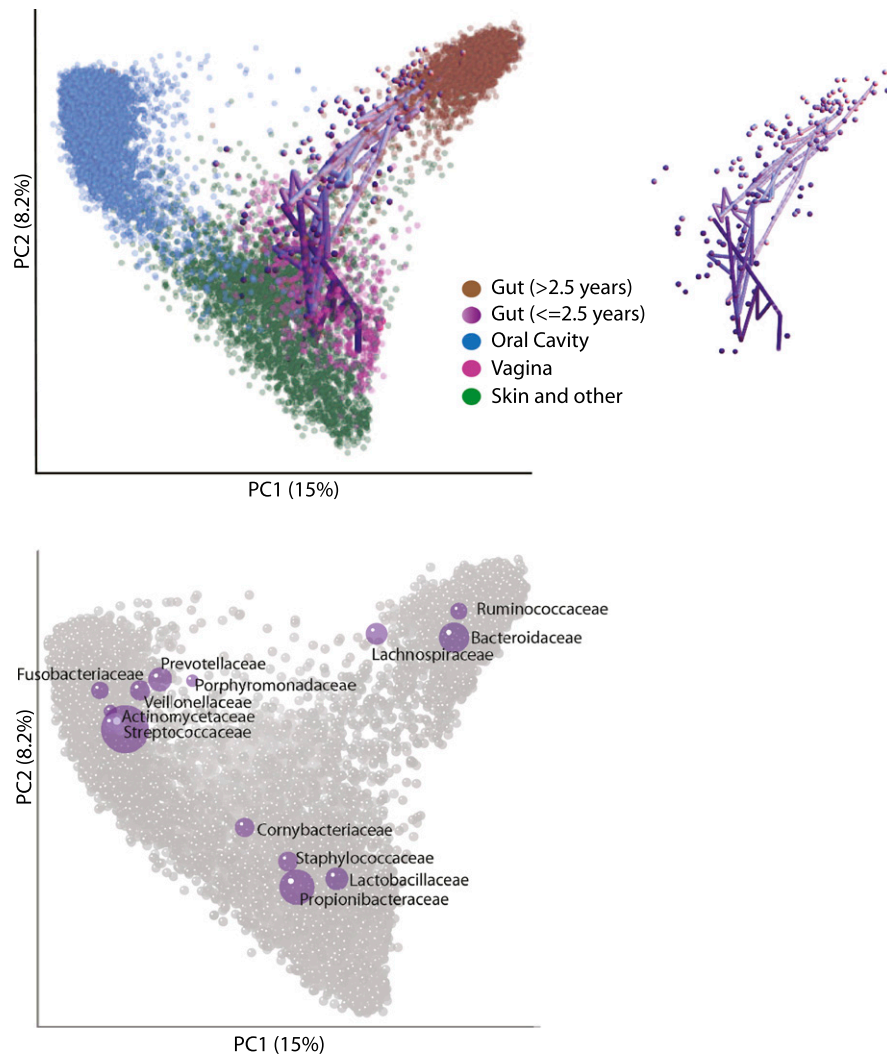 PC2 (8.2%)
Gut (>2.5 years)
Gut (<=2.5 years)
Oral Cavity
Vagina
Skin and other
PC1 (15%)
PC2 (8.2%)
Ruminococcaceae
Bacteroidaceae
Lachnospiraceae
Prevotellaceae
Fusobacteriaceae
Porphyromonadaceae
Veillonellaceae
Actinomycetaceae
Streptococcaceae
Cornybacteriaceae
Staphylococcaceae
Lactobacillaceae
Propionibacteraceae
PC1 (15%)